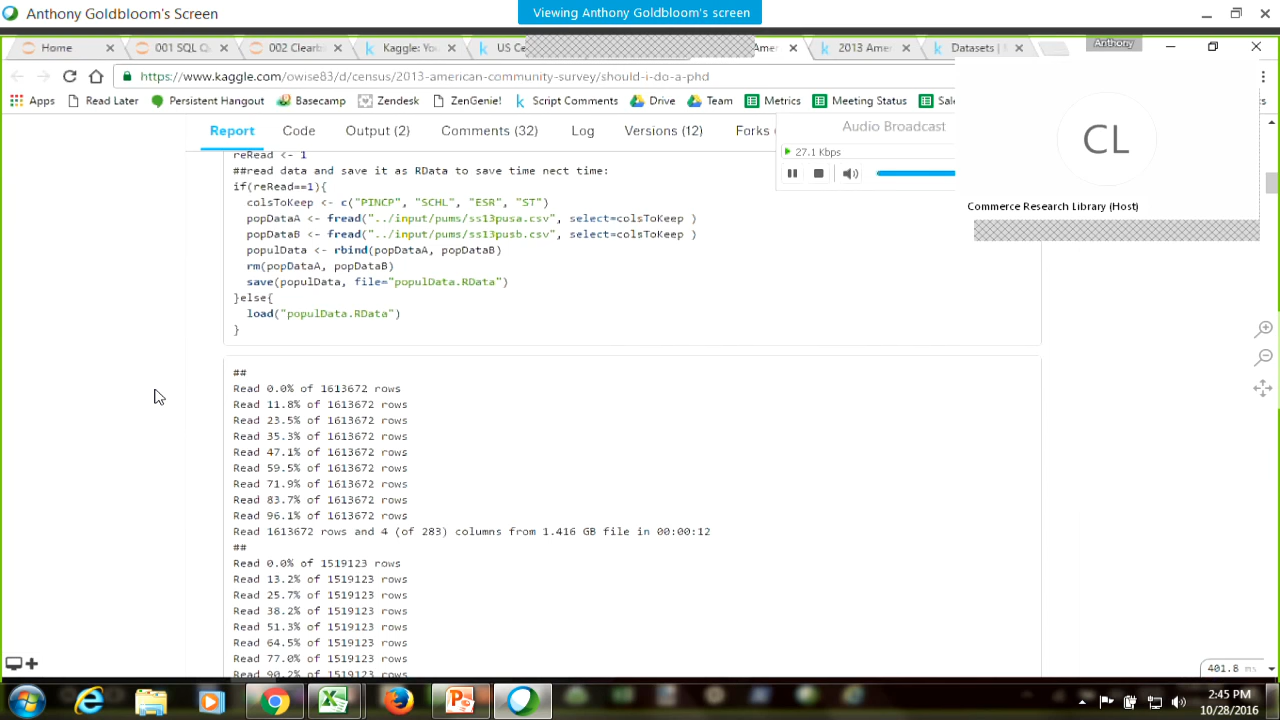 Anthony Goldbloom's Screen
Viewing Anthony Goldbloom's screen
Home
001 SQL Q
002 Clearb
Kaggle: Yo
US Ce
Amer
2013 Ame
Datasets |
Anthony
https://www.kaggle.com/owise83/d/census/2013-american-community-survey/should-i-do-a-phd
Apps
Read Later
Persistent Hangout
Basecamp
Zendesk
ZenGenie!
Script Comments
Drive
Team
Metrics
Meeting Status
Sale
Report
Code
Output (2)
Comments (32)
Log
Versions (12)
Forks
Audio Broadcast
27.1 Kbps
CL
Commerce Research Library (Host)
reRead <- 1
##read data and save it as RData to save time nect time:
if(reRead==1){
colsToKeep <- c("PINCP", "SCHL", "ESR", "ST")
popDataA <- fread("../input/pums/ss13pusa.csv", select=colsToKeep )
popDataB <- fread("../input/pums/ss13pusb.csv", select=colsToKeep )
populData <- rbind(popDataA, popDataB)
rm(popDataA, popDataB)
save(populData, file="populData.RData")
}else{
load("populData.RData")
}
##
Read 0.0% of 1613672 rows
Read 11.8% of 1613672 rows
Read 23.5% of 1613672 rows
Read 35.3% of 1613672 rows
Read 47.1% of 1613672 rows
Read 59.5% of 1613672 rows
Read 71.9% of 1613672 rows
Read 83.7% of 1613672 rows
Read 96.1% of 1613672 rows
Read 1613672 rows and 4 (of 283) columns from 1.416 GB file in 00:00:12
##
Read 0.0% of 1519123 rows
Read 13.2% of 1519123 rows
Read 25.7% of 1519123 rows
Read 38.2% of 1519123 rows
Read 51.3% of 1519123 rows
Read 64.5% of 1519123 rows
Read 77.0% of 1519123 rows
Read 90.2% of 1519123 rows
401.8 ms
2:45 PM
10/28/2016